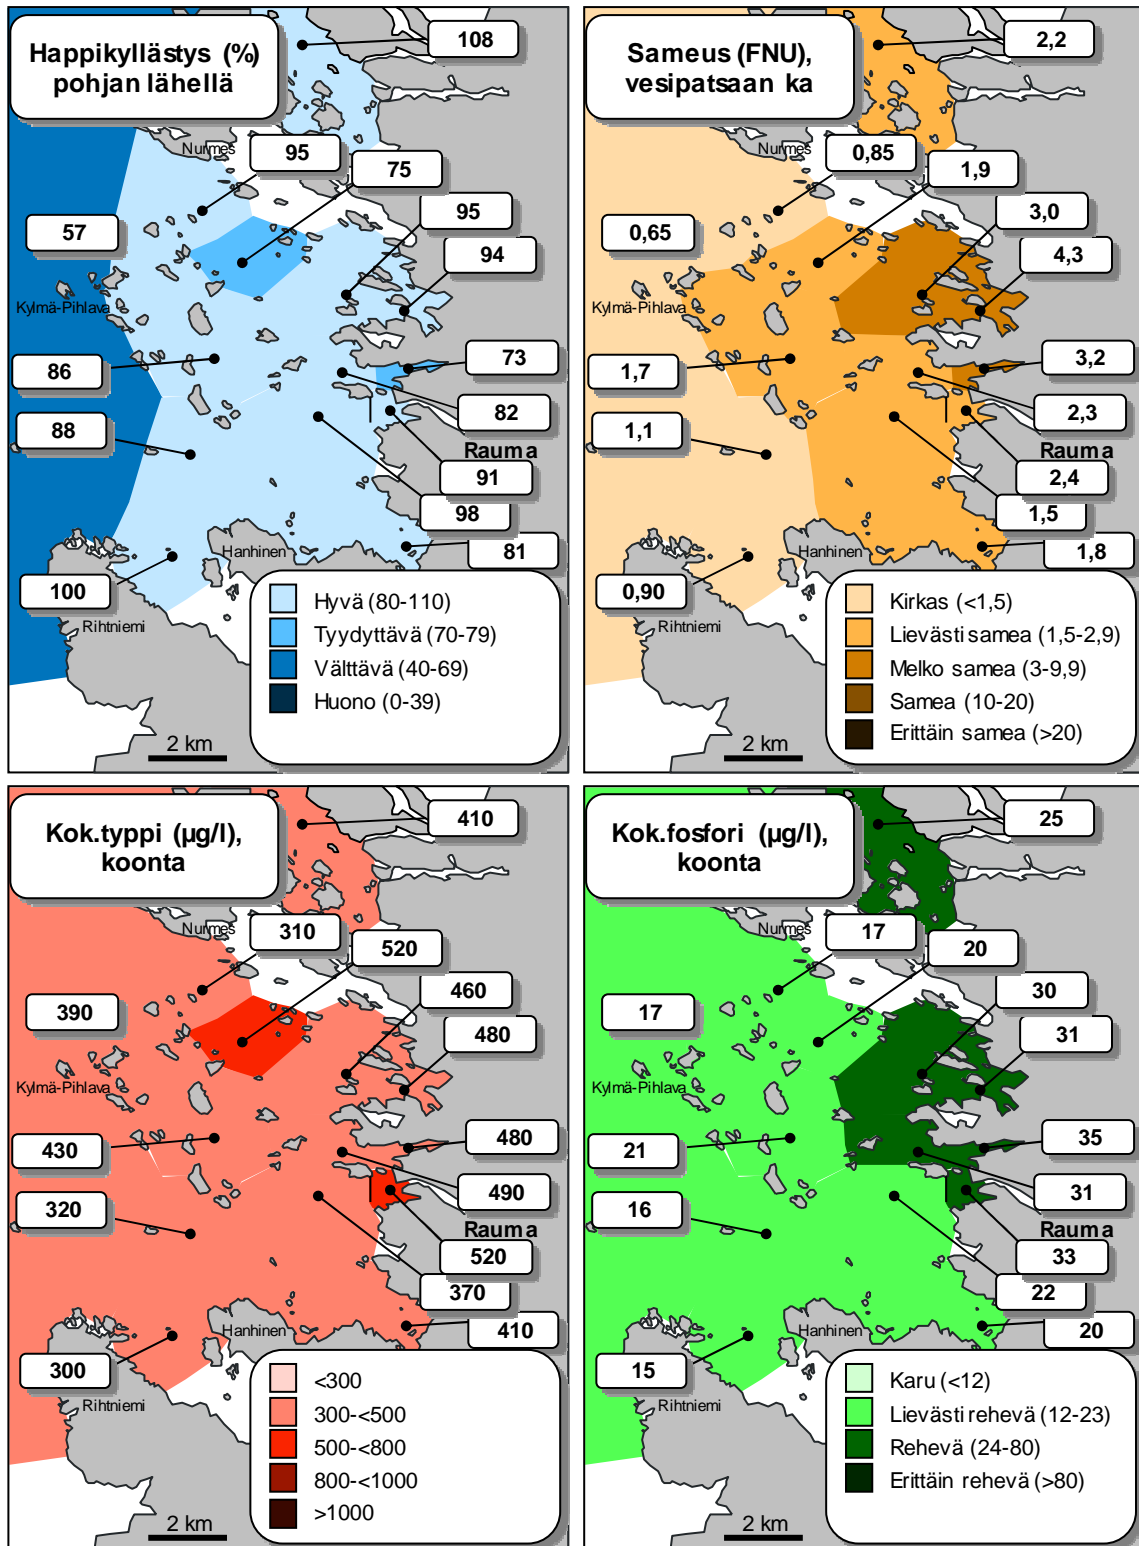 Happikyllästys (%)
pohjan lähellä
108
Nurmes
95
75
57
95
94
Kylmä-Pihlava
86
73
82
88
Rauma
91
98
Hanhinen
81
100
Rihtniemi
Hyvä (80-110)
Tyydyttävä (70-79)
Välttävä (40-69)
Huono (0-39)
2 km
Sameus (FNU),
vesipatsaan ka
2,2
Nurmes
0,85
1,9
0,65
3,0
4,3
Kylmä-Pihlava
1,7
3,2
2,3
1,1
Rauma
2,4
1,5
Hanhinen
1,8
0,90
Rihtniemi
Kirkas (<1,5)
Lievästi samea (1,5-2,9)
Melko samea (3-9,9)
Samea (10-20)
Erittäin samea (>20)
2 km
Kok.typpi (µg/l),
koonta
410
Nurmes
310
520
390
460
480
Kylmä-Pihlava
430
480
490
320
Rauma
520
370
Hanhinen
410
300
Rihtniemi
<300
300-<500
500-<800
800-<1000
>1000
2 km
Kok.fosfori (µg/l),
koonta
25
Nurmes
17
20
17
30
31
Kylmä-Pihlava
21
35
31
16
Rauma
33
22
Hanhinen
20
15
Rihtniemi
Karu (<12)
Lievästi rehevä (12-23)
Rehevä (24-80)
Erittäin rehevä (>80)
2 km